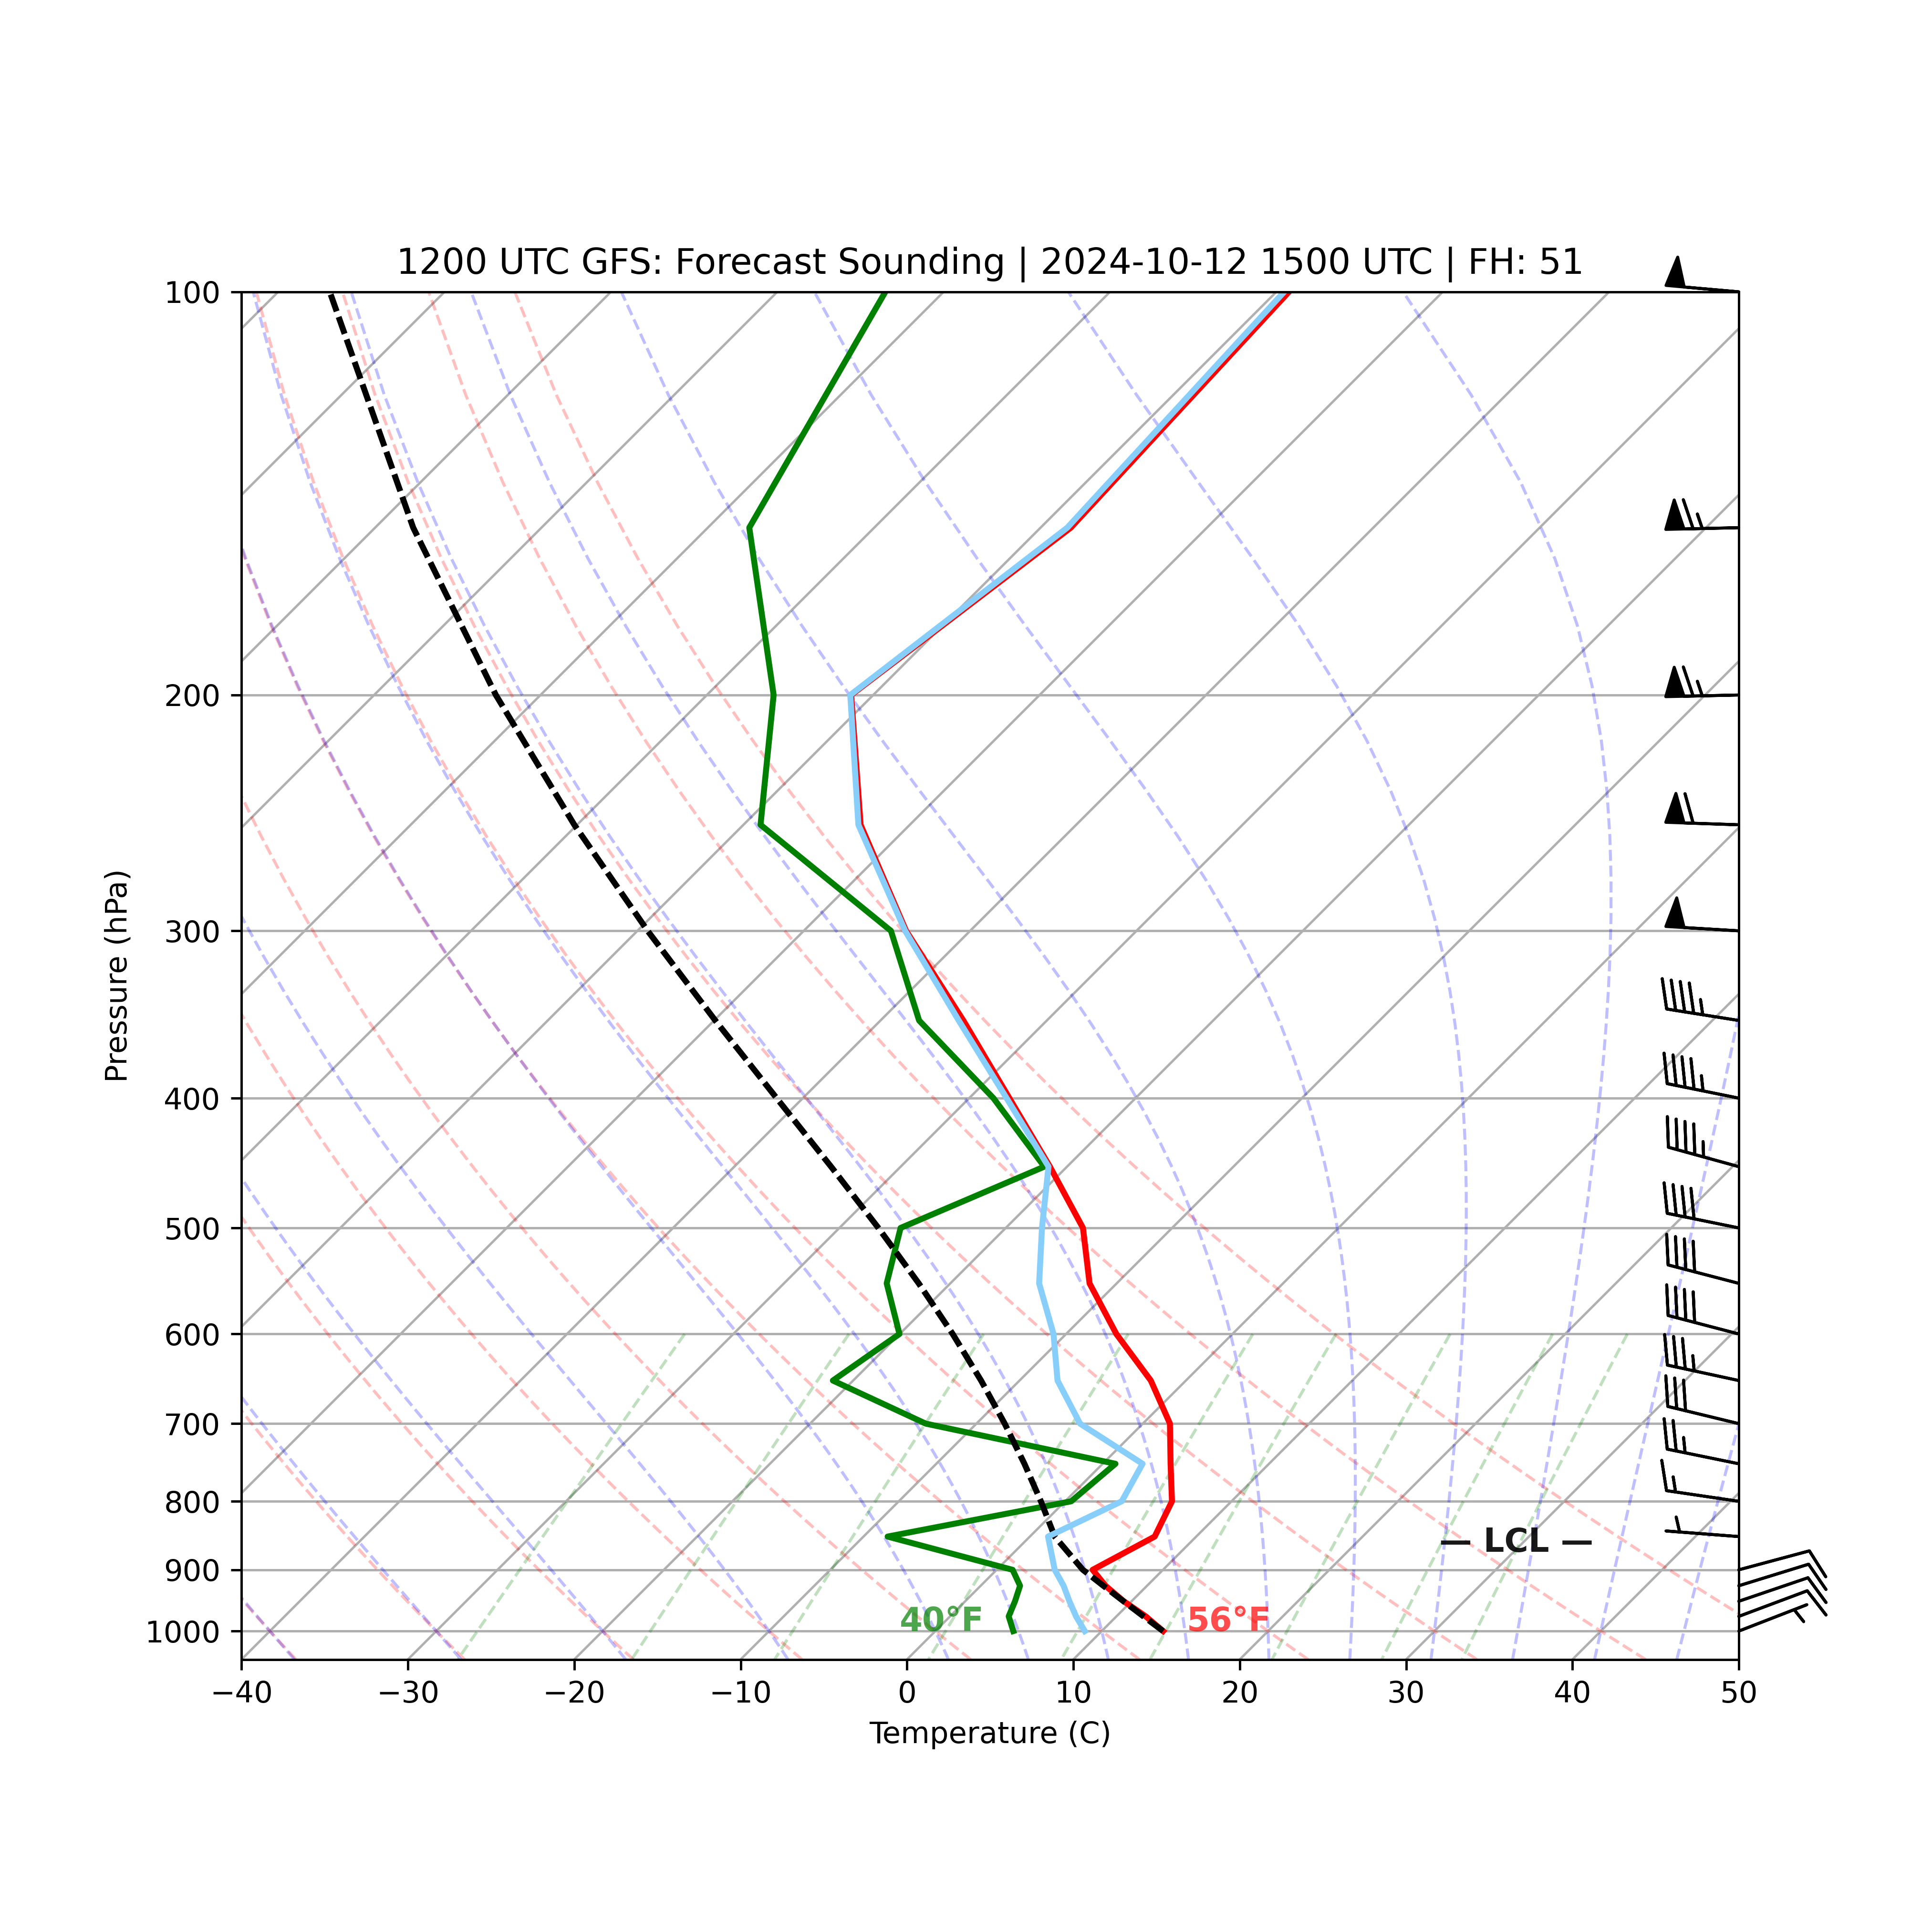 1200 UTC GFS: Forecast Sounding | 2024-10-12 1500 UTC | FH: 51
100
200
300
400
500
600
700
800
900
1000
Pressure (hPa)
— LCL —
40°F
56°F
−40 −30 −20 −10 0 10 20 30 40 50
Temperature (C)